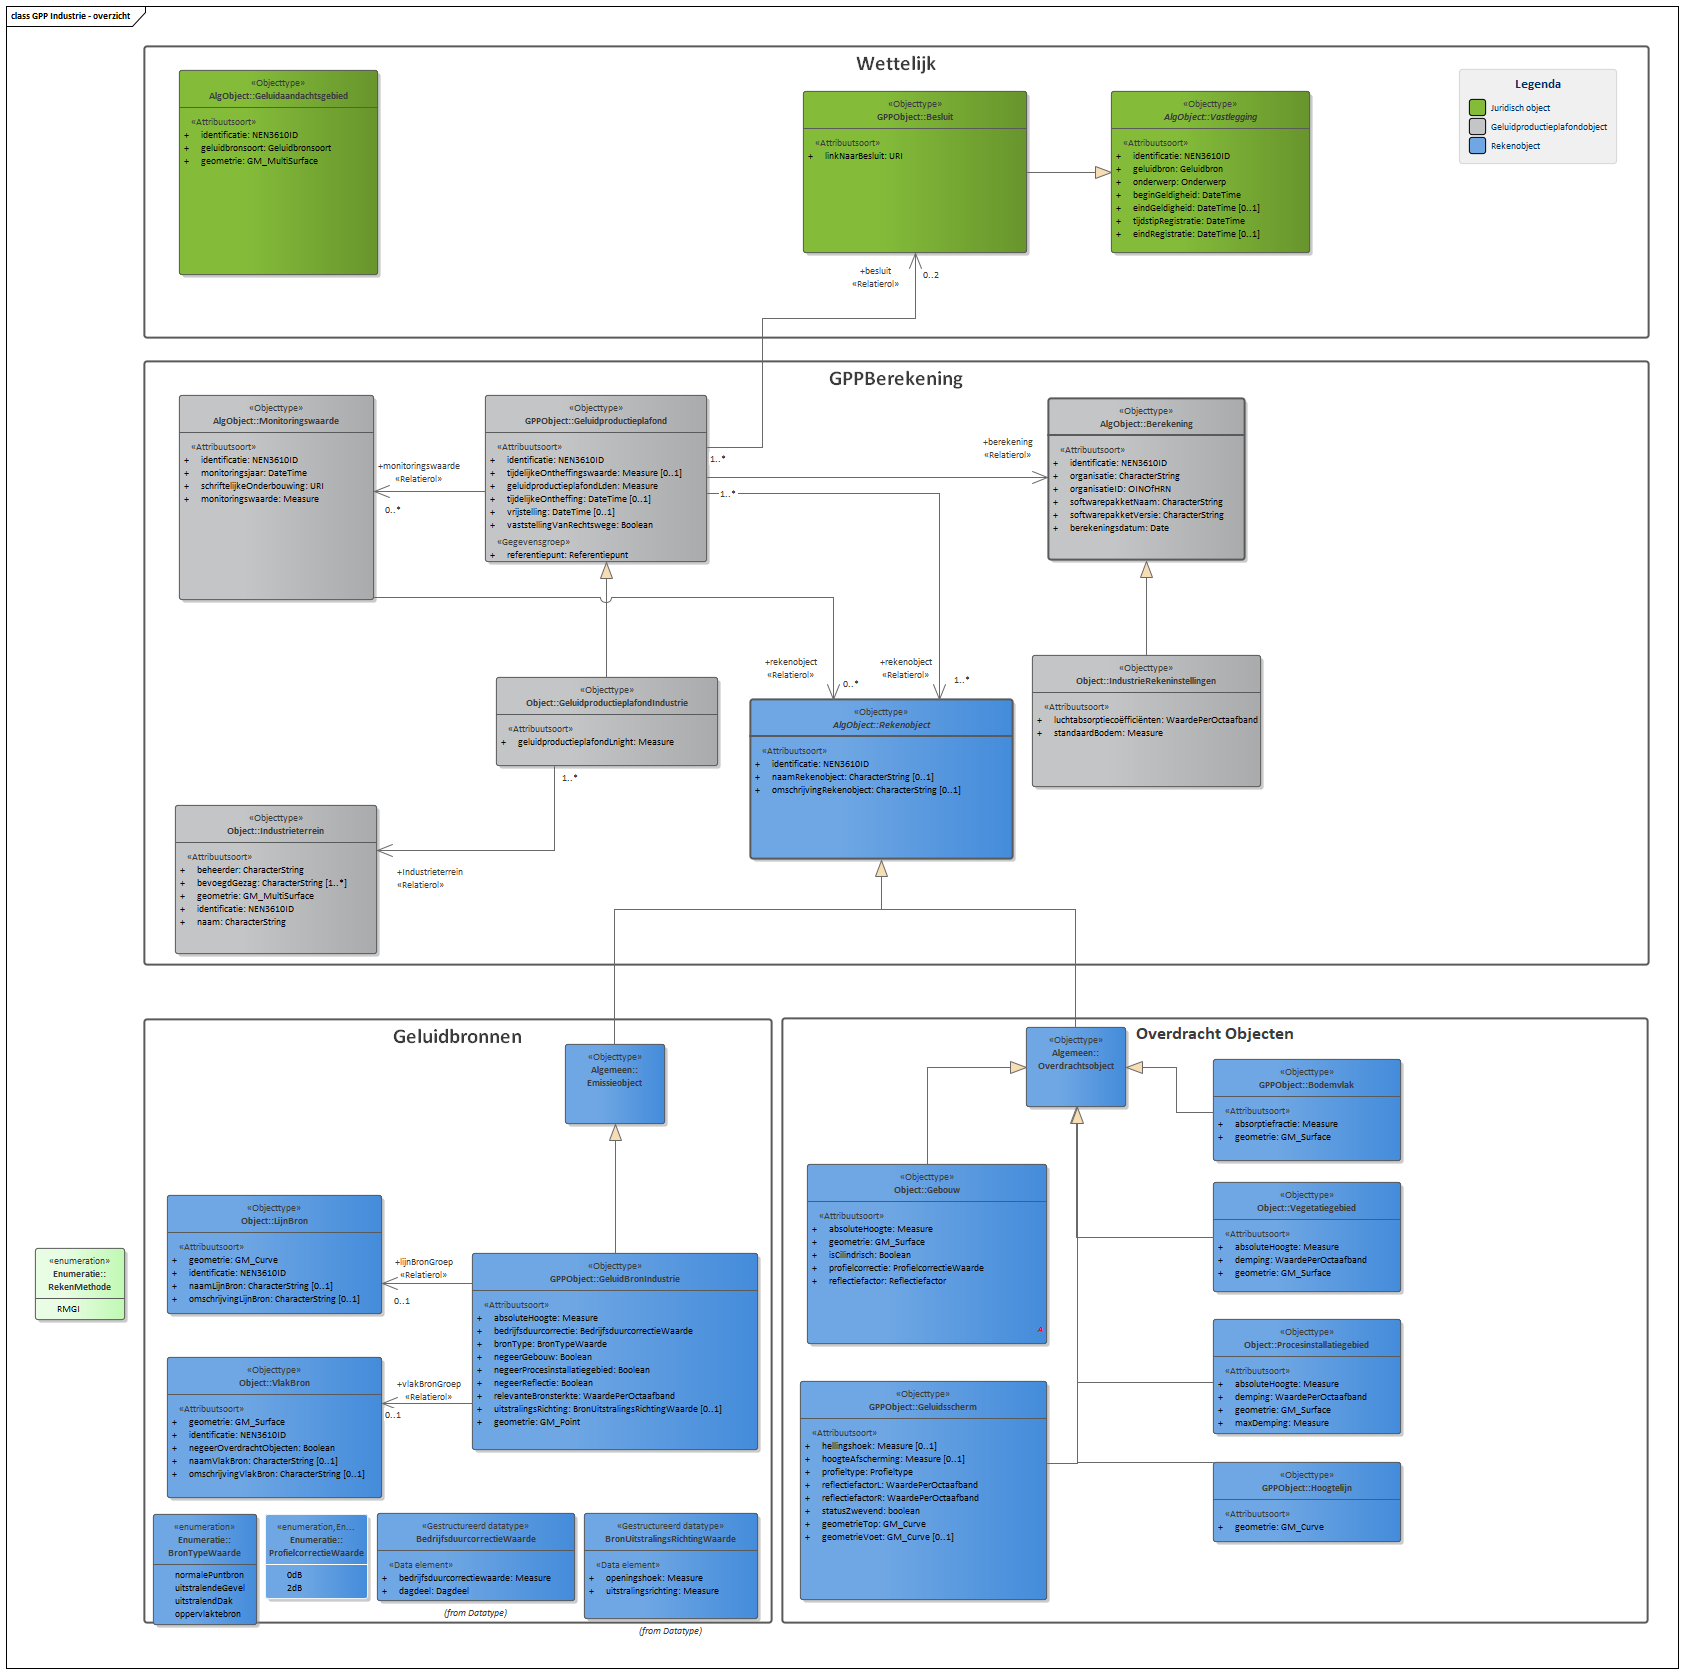 class GPP Industrie - overzicht
Wettelijk
«Objecttype»
AlgObject::Geluidaandachtsgebied
«Attribuutsoort»
+ identificatie: NEN3610ID
+ geluidbronsoort: Geluidbronsoort
+ geometrie: GM_MultiSurface
«Objecttype»
GPPObject::Besluit
«Attribuutsoort»
+ linkNaarBesluit: URI
«Objecttype»
AlgObject::Vastlegging
«Attribuutsoort»
+ identificatie: NEN3610ID
+ geluidbron: Geluidbron
+ onderwerp: Onderwerp
+ beginGeldigheid: DateTime
+ eindGeldigheid: DateTime [0..1]
+ tijdstipRegistratie: DateTime
+ eindRegistratie: DateTime [0..1]
Legenda
Juridisch object
Geluidproductieplafondobject
Rekenobject
+besluit
«Relatierol»
0..2
GPPBerekening
«Objecttype»
AlgObject::Monitoringswaarde
«Attribuutsoort»
+ identificatie: NEN3610ID
+ monitoringsjaar: DateTime
+ schriftelijkeOnderbouwing: URI
+ monitoringswaarde: Measure
+monitoringswaarde
«Relatierol»
0..*
«Objecttype»
GPPObject::Geluidproductieplafond
«Attribuutsoort»
+ identificatie: NEN3610ID
+ tijdelijkeOntheffingswaarde: Measure [0..1]
+ geluidproductieplafondLden: Measure
+ tijdelijkeOntheffing: DateTime [0..1]
+ vrijstelling: DateTime [0..1]
+ vaststellingVanRechtswege: Boolean
«Gegevensgroep»
+ referentiepunt: Referentiepunt
1..*
1..*
+berekening
«Relatierol»
«Objecttype»
AlgObject::Berekening
«Attribuutsoort»
+ identificatie: NEN3610ID
+ organisatie: CharacterString
+ organisatieID: OINOfHRN
+ softwarepakketNaam: CharacterString
+ softwarepakketVersie: CharacterString
+ berekeningsdatum: Date
«Objecttype»
Object::GeluidproductieplafondIndustrie
«Attribuutsoort»
+ geluidproductieplafondLnight: Measure
1..*
+rekenobject
«Relatierol»
0..*
+rekenobject
«Relatierol»
1..*
«Objecttype»
AlgObject::Rekenobject
«Attribuutsoort»
+ identificatie: NEN3610ID
+ naamRekenobject: CharacterString [0..1]
+ omschrijvingRekenobject: CharacterString [0..1]
«Objecttype»
Object::IndustrieRekeninstellingen
«Attribuutsoort»
+ luchtabsorptiecoëfficiënten: WaardePerOctaafband
+ standaardBodem: Measure
«Objecttype»
Object::Industrieterrein
«Attribuutsoort»
+ beheerder: CharacterString
+ bevoegdGezag: CharacterString [1..*]
+ geometrie: GM_MultiSurface
+ identificatie: NEN3610ID
+ naam: CharacterString
+Industrieterrein
«Relatierol»
Geluidbronnen
«Objecttype»
Algemeen::
Emissieobject
«Objecttype»
Object::LijnBron
«Attribuutsoort»
+ geometrie: GM_Curve
+ identificatie: NEN3610ID
+ naamLijnBron: CharacterString [0..1]
+ omschrijvingLijnBron: CharacterString [0..1]
+lijnBronGroep
«Relatierol»
0..1
«Objecttype»
GPPObject::GeluidBronIndustrie
«Attribuutsoort»
+ absoluteHoogte: Measure
+ bedrijfsduurcorrectie: BedrijfsduurcorrectieWaarde
+ bronType: BronTypeWaarde
+ negeerGebouw: Boolean
+ negeerProcesinstallatiegebied: Boolean
+ negeerReflectie: Boolean
+ relevanteBronsterkte: WaardePerOctaafband
+ uitstralingsRichting: BronUitstralingsRichtingWaarde [0..1]
+ geometrie: GM_Point
«enumeration»
Enumeratie::
RekenMethode
RMGI
«Objecttype»
Object::VlakBron
«Attribuutsoort»
+ geometrie: GM_Surface
+ identificatie: NEN3610ID
+ negeerOverdrachtObjecten: Boolean
+ naamVlakBron: CharacterString [0..1]
+ omschrijvingVlakBron: CharacterString [0..1]
+vlakBronGroep
«Relatierol»
0..1
«enumeration»
Enumeratie::
BronTypeWaarde
normalePuntbron
uitstralendeGevel
uitstralendDak
oppervlaktebron
«enumeration,En...
Enumeratie::
ProfielcorrectieWaarde
0dB
2dB
«Gestructureerd datatype»
BedrijfsduurcorrectieWaarde
«Data element»
+ bedrijfsduurcorrectiewaarde: Measure
+ dagdeel: Dagdeel
(from Datatype)
«Gestructureerd datatype»
BronUitstralingsRichtingWaarde
«Data element»
+ openingshoek: Measure
+ uitstralingsrichting: Measure
(from Datatype)
Overdracht Objecten
«Objecttype»
Algemeen::
Overdrachtsobject
«Objecttype»
GPPObject::Bodemvlak
«Attribuutsoort»
+ absorptiefractie: Measure
+ geometrie: GM_Surface
«Objecttype»
Object::Gebouw
«Attribuutsoort»
+ absoluteHoogte: Measure
+ geometrie: GM_Surface
+ isCilindrisch: Boolean
+ profielcorrectie: ProfielcorrectieWaarde
+ reflectiefactor: Reflectiefactor
A
«Objecttype»
Object::Vegetatiegebied
«Attribuutsoort»
+ absoluteHoogte: Measure
+ demping: WaardePerOctaafband
+ geometrie: GM_Surface
«Objecttype»
Object::Procesinstallatiegebied
«Attribuutsoort»
+ absoluteHoogte: Measure
+ demping: WaardePerOctaafband
+ geometrie: GM_Surface
+ maxDemping: Measure
«Objecttype»
GPPObject::Geluidsscherm
«Attribuutsoort»
+ hellingshoek: Measure [0..1]
+ hoogteAfscherming: Measure [0..1]
+ profieltype: Profieltype
+ reflectiefactorL: WaardePerOctaafband
+ reflectiefactorR: WaardePerOctaafband
+ statusZwevend: boolean
+ geometrieTop: GM_Curve
+ geometrieVoet: GM_Curve [0..1]
«Objecttype»
GPPObject::Hoogtelijn
«Attribuutsoort»
+ geometrie: GM_Curve